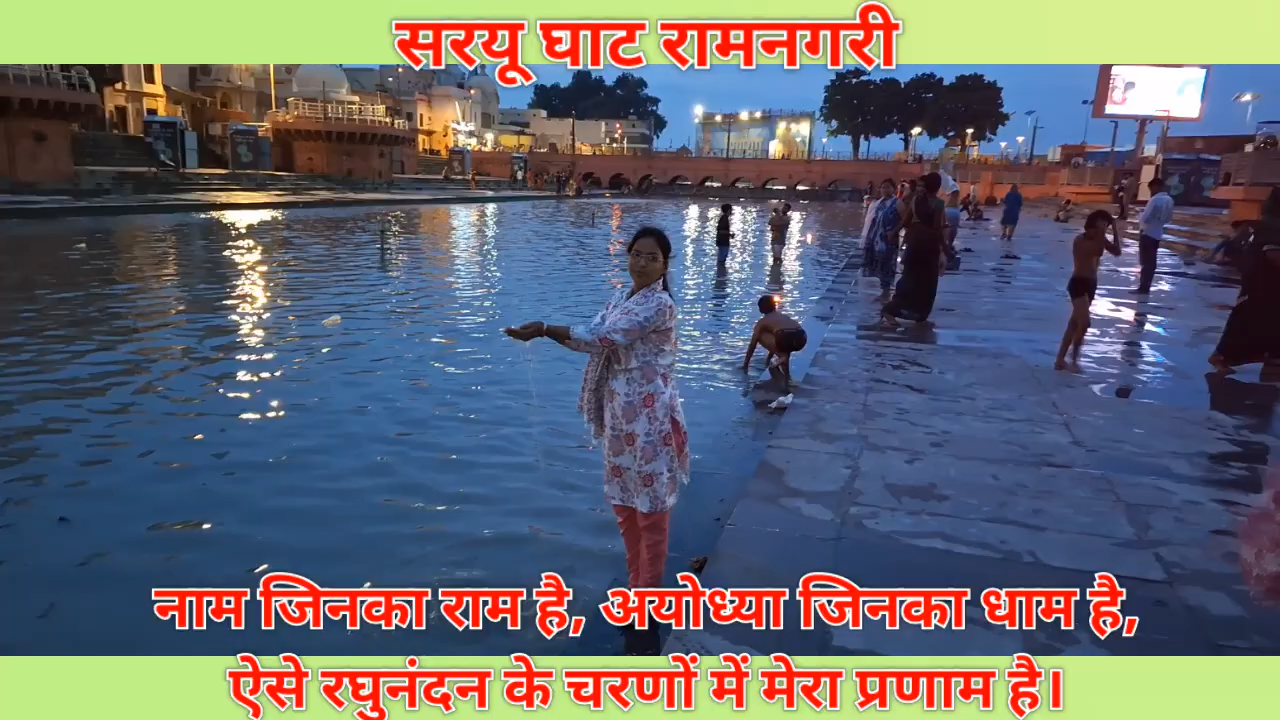 सरयू घाट रामनगरी
नाम जिनका राम है, अयोध्या जिनका धाम है,
ऐसे रघुनंदन के चरणों में मेरा प्रणाम है।